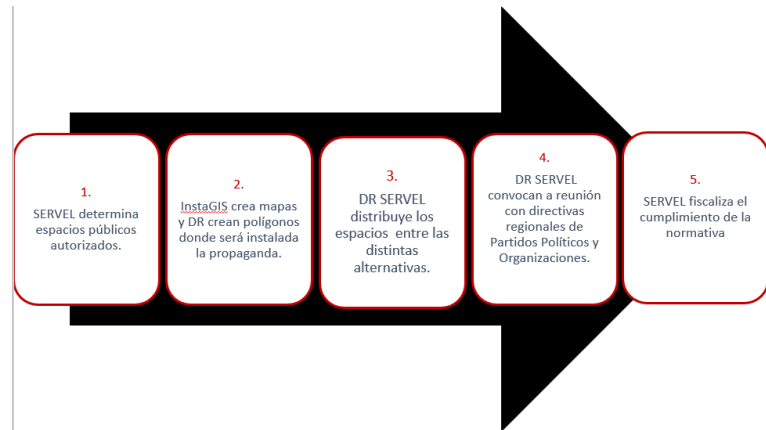 1.
SERVEL determina
espacios públicos
autorizados.
2.
InstaGIS crea mapas
y DR crean polígonos
donde será instalada
la propaganda.
3.
DR SERVEL
distribuye los
espacios entre las
distintas
alternativas.
4.
DR SERVEL
convocan a reunión
con directivas
regionales de
Partidos Políticos y
Organizaciones.
5.
SERVEL fiscaliza el
cumplimiento de la
normativa